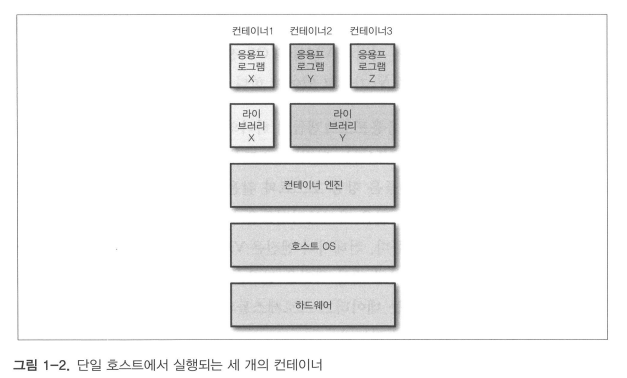 컨테이너1 컨테이너2 컨테이너3
응용프 응용프 응용프
로그램 로그램 로그램
X Y Z
라이 라이
브러리 브러리
X Y
컨테이너 엔진
호스트 OS
하드웨어
그림 1-2. 단일 호스트에서 실행되는 세 개의 컨테이너